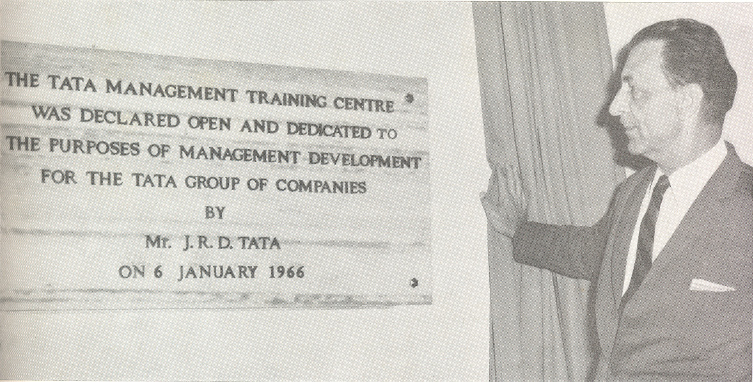 THE TATA MANAGEMENT TRAINING CENTRE
WAS DECLARED OPEN AND DEDICATED TO
THE PURPOSES OF MANAGEMENT DEVELOPMENT
FOR THE TATA GROUP OF COMPANIES
BY
Mr. J. R. D. TATA
ON 6 JANUARY 1966